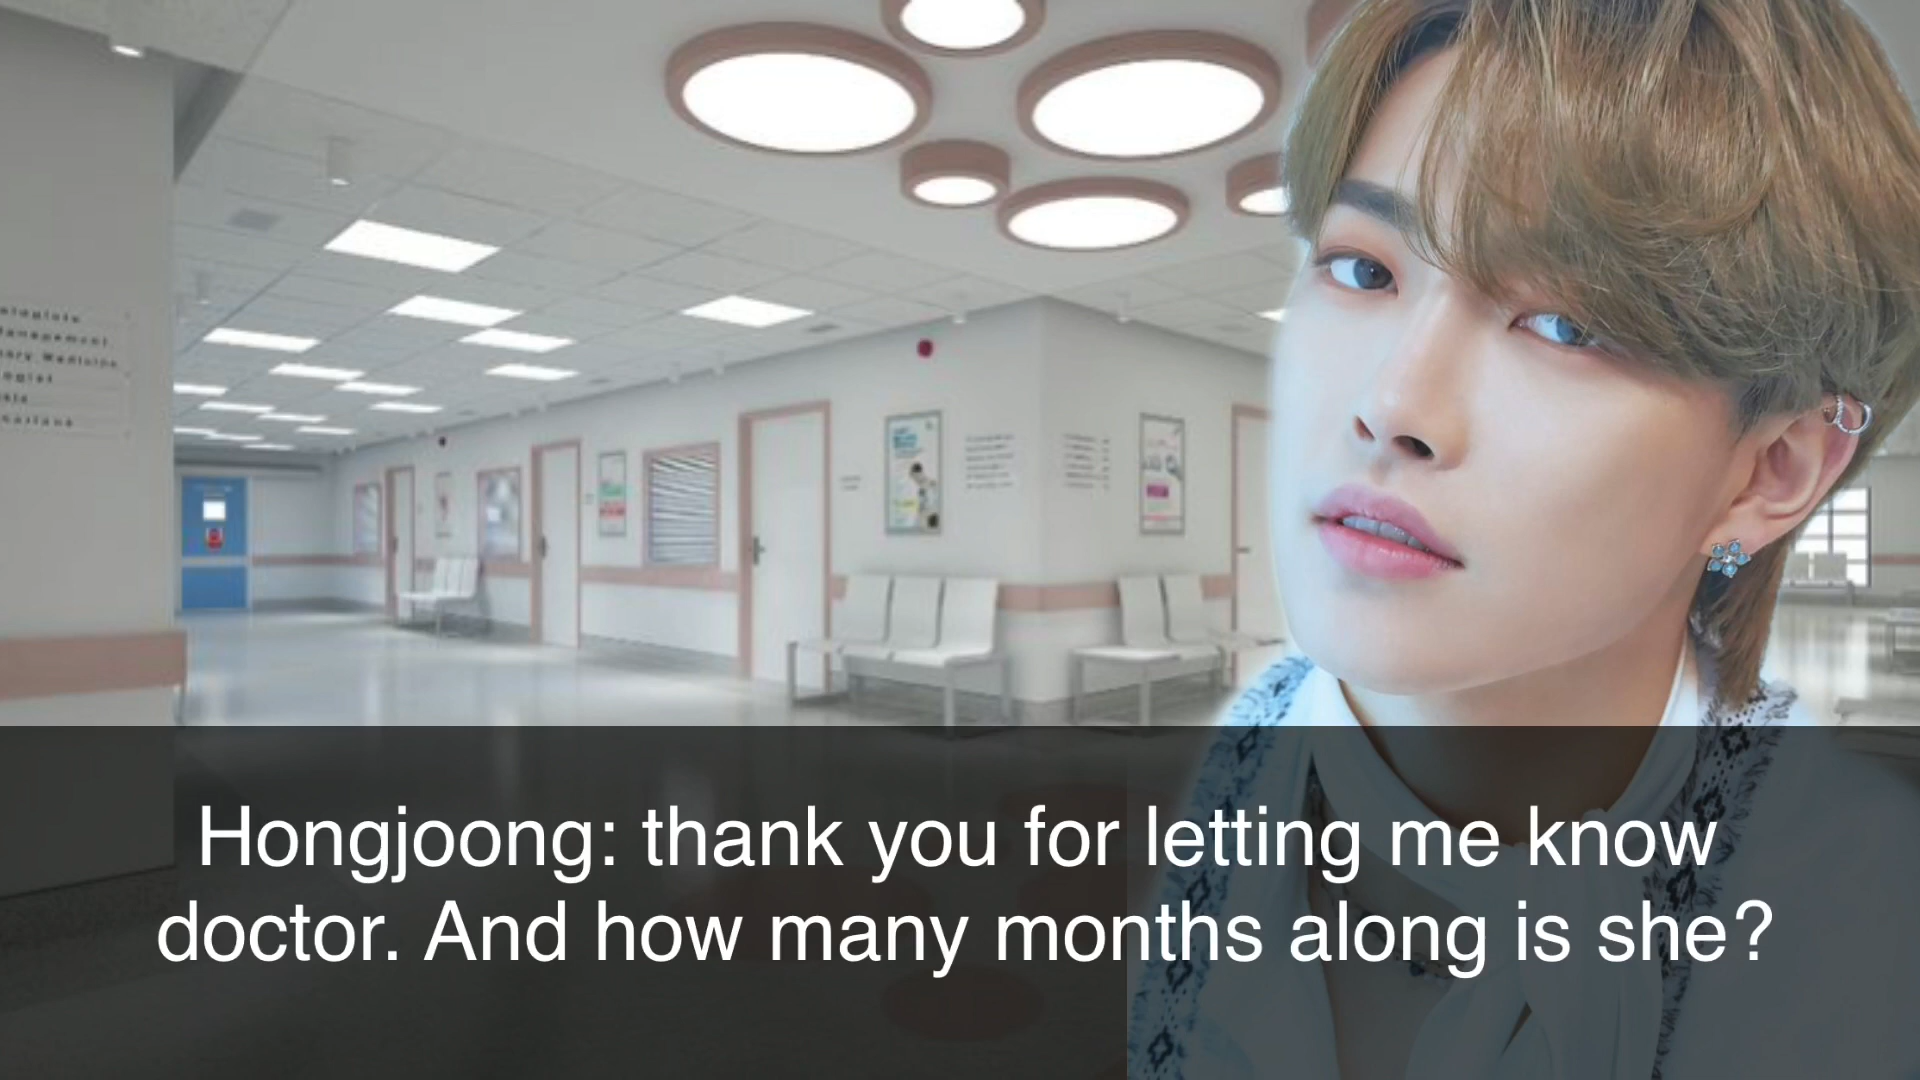 Hongjoong: thank you for letting me know
doctor. And how many months along is she?